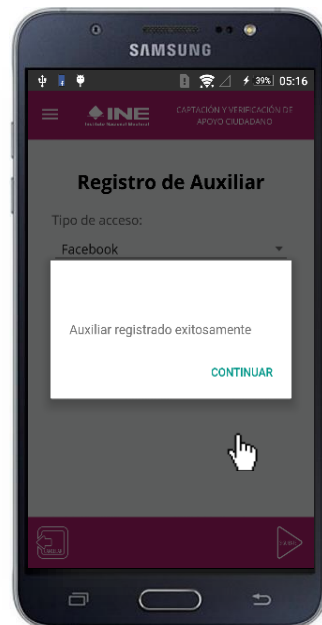 SAMSUNG
39% 05:16
INE
Instituto Nacional Electoral
CAPTACIÓN Y VERIFICACIÓN DE
APOYO CIUDADANO
Registro de Auxiliar
Tipo de acceso:
Facebook
Auxiliar registrado exitosamente
CONTINUAR